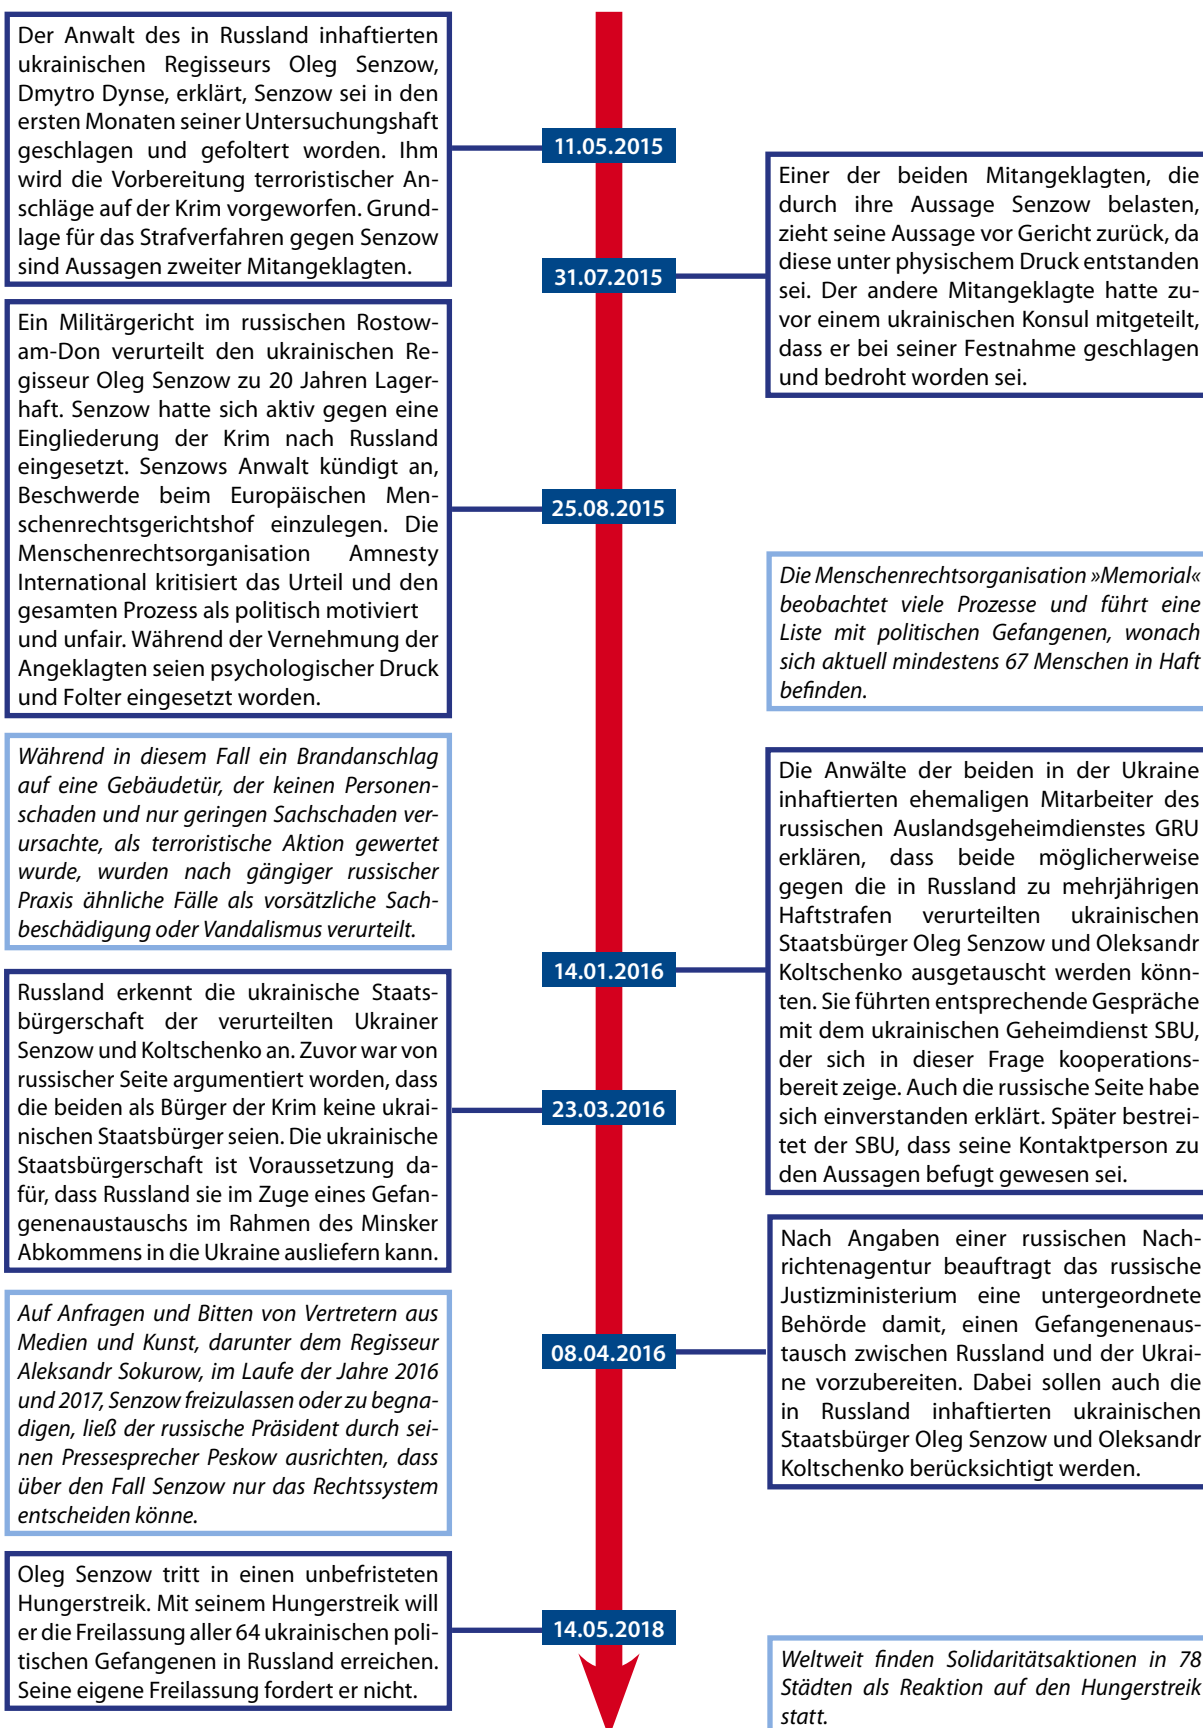 Der Anwalt des in Russland inhaftierten
ukrainischen Regisseurs Oleg Senzow,
Dmytro Dynse, erklärt, Senzow sei in den
ersten Monaten seiner Untersuchungshaft
geschlagen und gefoltert worden. Ihm
wird die Vorbereitung terroristischer An-
schläge auf der Krim vorgeworfen. Grund-
lage für das Strafverfahren gegen Senzow
sind Aussagen zweiter Mitangeklagten.
11.05.2015
Einer der beiden Mitangeklagten, die
durch ihre Aussage Senzow belasten,
zieht seine Aussage vor Gericht zurück, da
diese unter physischem Druck entstanden
sei. Der andere Mitangeklagte hatte zu-
vor einem ukrainischen Konsul mitgeteilt,
dass er bei seiner Festnahme geschlagen
und bedroht worden sei.
31.07.2015
Ein Militärgericht im russischen Rostow-
am-Don verurteilt den ukrainischen Re-
gisseur Oleg Senzow zu 20 Jahren Lager-
haft. Senzow hatte sich aktiv gegen eine
Eingliederung der Krim nach Russland
eingesetzt. Senzows Anwalt kündigt an,
Beschwerde beim Europäischen Men-
schenrechtsgerichtshof einzulegen. Die
Menschenrechtsorganisation Amnesty
International kritisiert das Urteil und den
gesamten Prozess als politisch motiviert
und unfair. Während der Vernehmung der
Angeklagten seien psychologischer Druck
und Folter eingesetzt worden.
25.08.2015
Die Menschenrechtsorganisation »Memorial«
beobachtet viele Prozesse und führt eine
Liste mit politischen Gefangenen, wonach
sich aktuell mindestens 67 Menschen in Haft
befinden.
Während in diesem Fall ein Brandanschlag
auf eine Gebäudetür, der keinen Personen-
schaden und nur geringen Sachschaden ver-
ursachte, als terroristische Aktion gewertet
wurde, wurden nach gängiger russischer
Praxis ähnliche Fälle als vorsätzliche Sach-
beschädigung oder Vandalismus verurteilt.
Die Anwälte der beiden in der Ukraine
inhaftierten ehemaligen Mitarbeiter des
russischen Auslandsgeheimdienstes GRU
erklären, dass beide möglicherweise
gegen die in Russland zu mehrjährigen
Haftstrafen verurteilten ukrainischen
Staatsbürger Oleg Senzow und Oleksandr
Koltschenko ausgetauscht werden könn-
ten. Sie führten entsprechende Gespräche
mit dem ukrainischen Geheimdienst SBU,
der sich in dieser Frage kooperations-
bereit zeige. Auch die russische Seite habe
sich einverstanden erklärt. Später bestrei-
tet der SBU, dass seine Kontaktperson zu
den Aussagen befugt gewesen sei.
14.01.2016
Russland erkennt die ukrainische Staats-
bürgerschaft der verurteilten Ukrainer
Senzow und Koltschenko an. Zuvor war von
russischer Seite argumentiert worden, dass
die beiden als Bürger der Krim keine ukrai-
nischen Staatsbürger seien. Die ukrainische
Staatsbürgerschaft ist Voraussetzung da-
für, dass Russland sie im Zuge eines Gefan-
genenaustauschs im Rahmen des Minsker
Abkommens in die Ukraine ausliefern kann.
23.03.2016
Nach Angaben einer russischen Nach-
richtenagentur beauftragt das russische
Justizministerium eine untergeordnete
Behörde damit, einen Gefangenenaus-
tausch zwischen Russland und der Ukrai-
ne vorzubereiten. Dabei sollen auch die
in Russland inhaftierten ukrainischen
Staatsbürger Oleg Senzow und Oleksandr
Koltschenko berücksichtigt werden.
08.04.2016
Auf Anfragen und Bitten von Vertretern aus
Medien und Kunst, darunter dem Regisseur
Aleksandr Sokurow, im Laufe der Jahre 2016
und 2017, Senzow freizulassen oder zu begna-
digen, ließ der russische Präsident durch sei-
nen Pressesprecher Peskow ausrichten, dass
über den Fall Senzow nur das Rechtssystem
entscheiden könne.
Oleg Senzow tritt in einen unbefristeten
Hungerstreik. Mit seinem Hungerstreik will
er die Freilassung aller 64 ukrainischen poli-
tischen Gefangenen in Russland erreichen.
Seine eigene Freilassung fordert er nicht.
14.05.2018
Weltweit finden Solidaritätsaktionen in 78
Städten als Reaktion auf den Hungerstreik
statt.